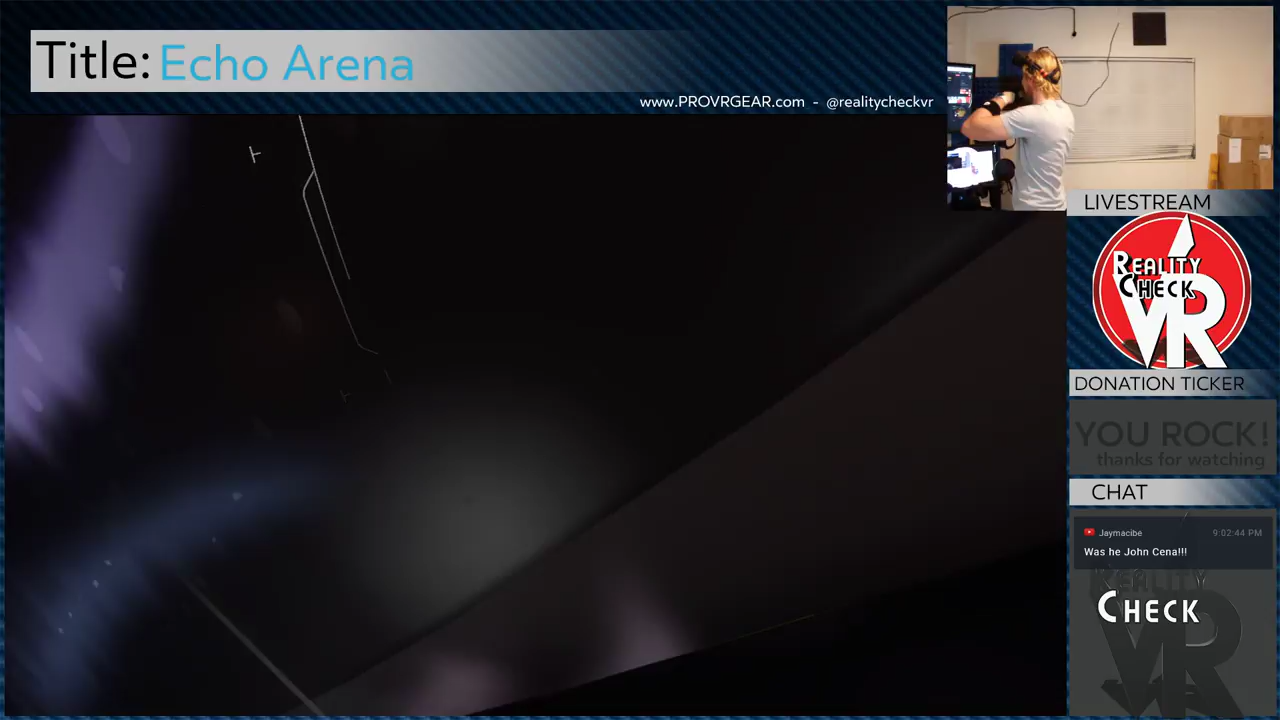 Title: Echo Arena
www.PROVRGEAR.com - @realitycheckvr
LIVESTREAM
REALITY
CHECK
VR
DONATION TICKER
YOU ROCK!
thanks for watching
CHAT
Jaymacibe 9:02:44 PM
Was he John Cena!!!
REALITY
CHECK
VR